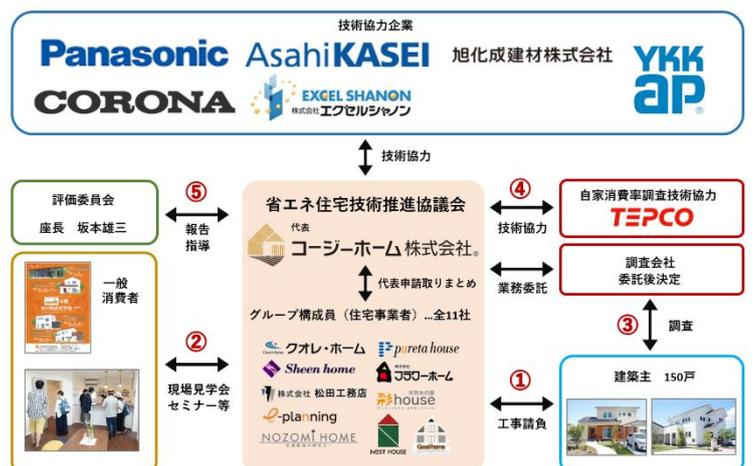 技術協力企業
Panasonic
AsahiKASEI
旭化成建材株式会社
YKK
ap®
CORONA
EXCEL SHANON
株式会社エクセルシャノン
技術協力
評価委員会
座長 坂本雄三
⑤
報告
指導
省エネ住宅技術推進協議会
代表
コージーホーム株式会社®
代表申請取りまとめ
グループ構成員（住宅事業者）…全11社
クオレ・ホーム
pureta house
Sheen home
フラワーホーム
株式会社 松田工務店
彩house
e-planning
NOZOMI HOME
NEST HOUSE
Goodhome
④
技術協力
自家消費率調査技術協力
TEPCO
業務委託
調査会社
委託後決定
③
調査
一般
消費者
②
現場見学会
セミナー等
①
工事請負
建築主 150戸